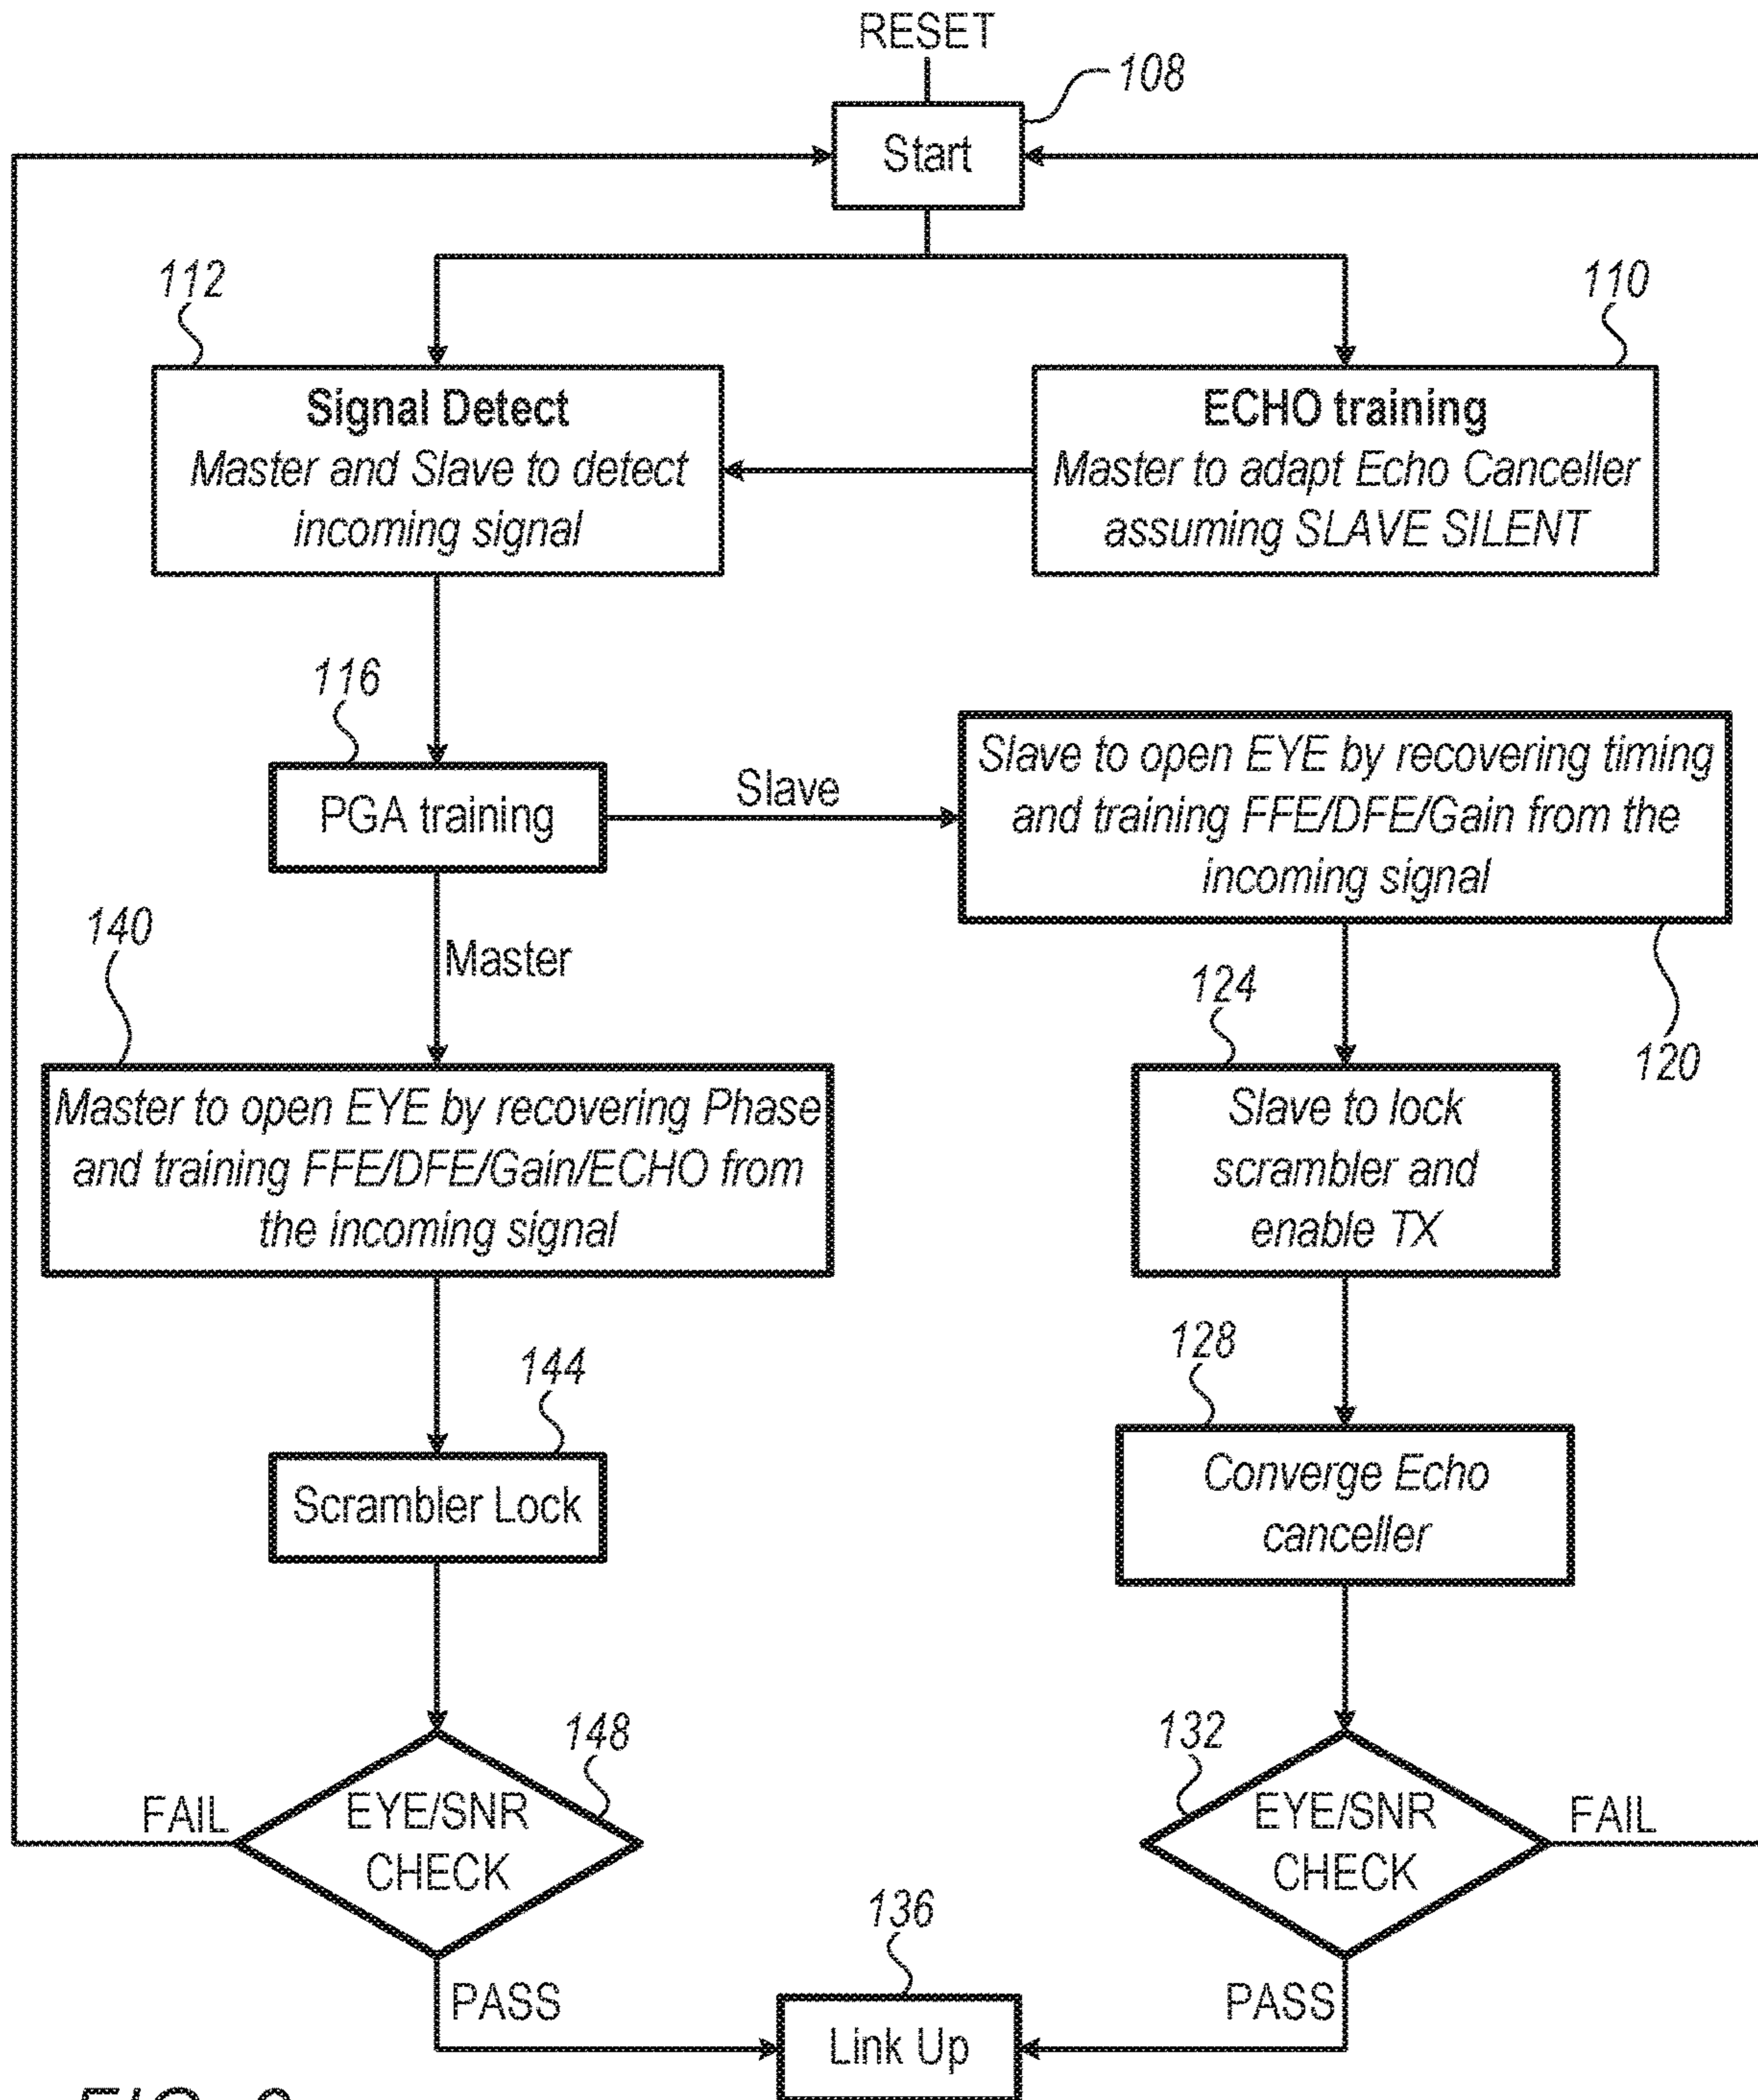 RESET
108
Start
112
110
Signal Detect
Master and Slave to detect
incoming signal
ECHO training
Master to adapt Echo Canceller
assuming SLAVE SILENT
116
PGA training
Slave
Slave to open EYE by recovering timing
and training FFE/DFE/Gain from the
incoming signal
120
Master
140
Master to open EYE by recovering Phase
and training FFE/DFE/Gain/ECHO from
the incoming signal
124
Slave to lock
scrambler and
enable TX
144
Scrambler Lock
128
Converge Echo
canceller
148
EYE/SNR
CHECK
FAIL
PASS
132
EYE/SNR
CHECK
FAIL
PASS
136
Link Up